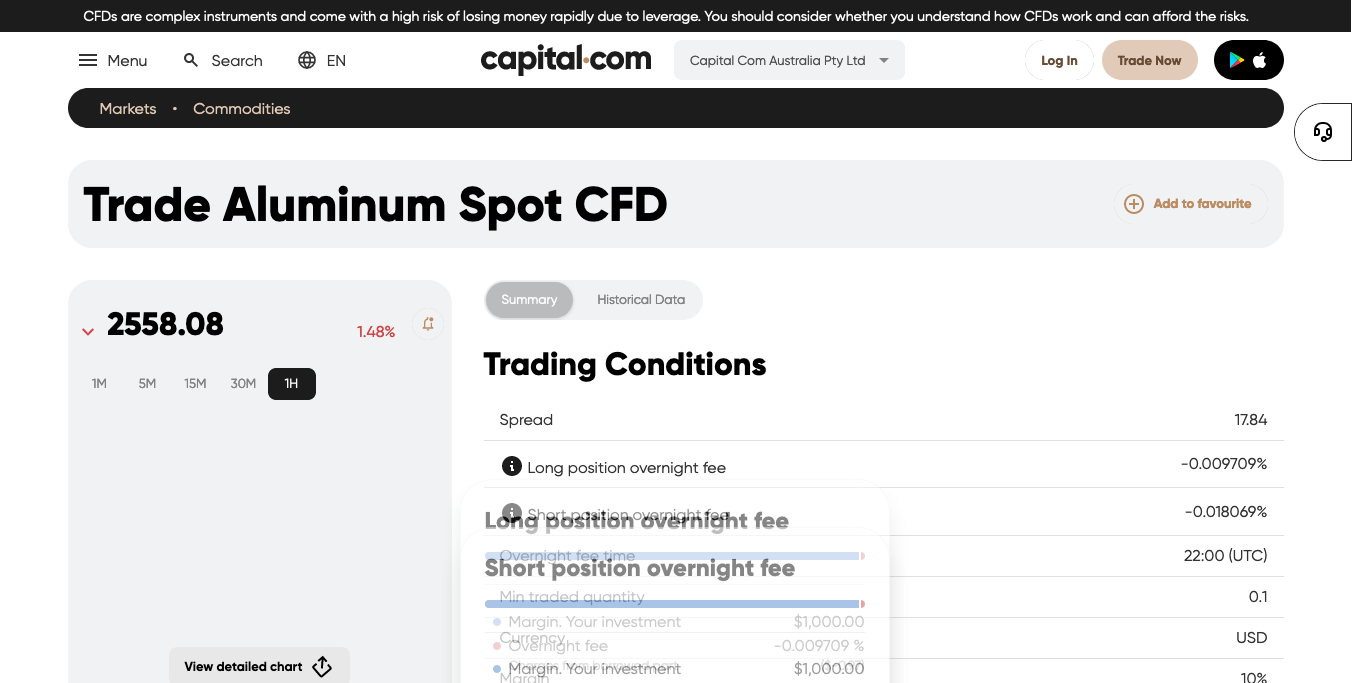 CFDs are complex instruments and come with a high risk of losing money rapidly due to leverage. You should consider whether you understand how CFDs work and can afford the risks.
Menu Search EN capital.com Capital Com Australia Pty Ltd Log In Trade Now
Markets • Commodities
Trade Aluminum Spot CFD Add to favourite
2558.08 1.48%
1M 5M 15M 30M 1H
View detailed chart
Summary Historical Data
Trading Conditions
Spread 17.84
Long position overnight fee -0.009709%
Short position overnight fee -0.018069%
Long position overnight fee
Overnight fee time 22:00 (UTC)
Short position overnight fee
Min traded quantity 0.1
Margin. Your investment $1,000.00
Currency USD
Overnight fee -0.009709 %
Margin. Your investment $1,000.00
Margin 10%